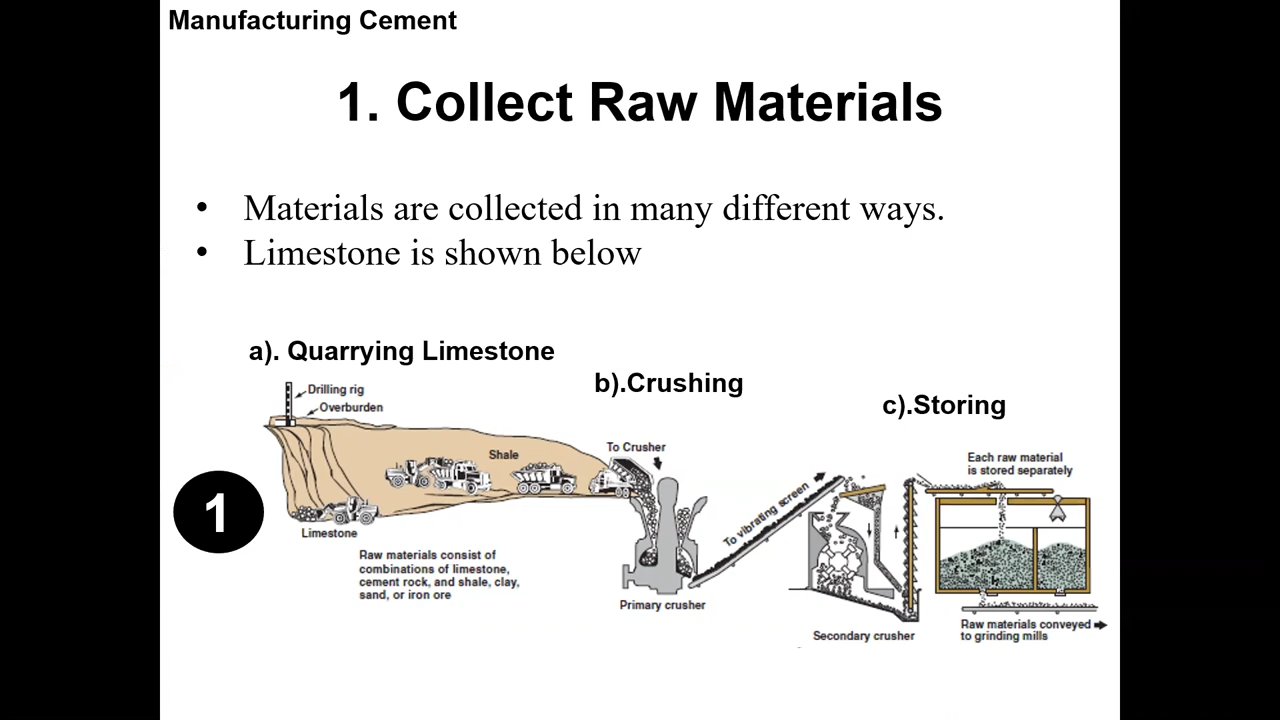 Manufacturing Cement
1. Collect Raw Materials
• Materials are collected in many different ways.
• Limestone is shown below
a). Quarrying Limestone
b).Crushing
c).Storing
Drilling rig
Overburden
Shale
To Crusher
Each raw material
is stored separately
To vibrating screen
1
Limestone
Raw materials consist of
combinations of limestone,
cement rock, and shale, clay,
sand, or iron ore
Primary crusher
Secondary crusher
Raw materials conveyed
to grinding mills